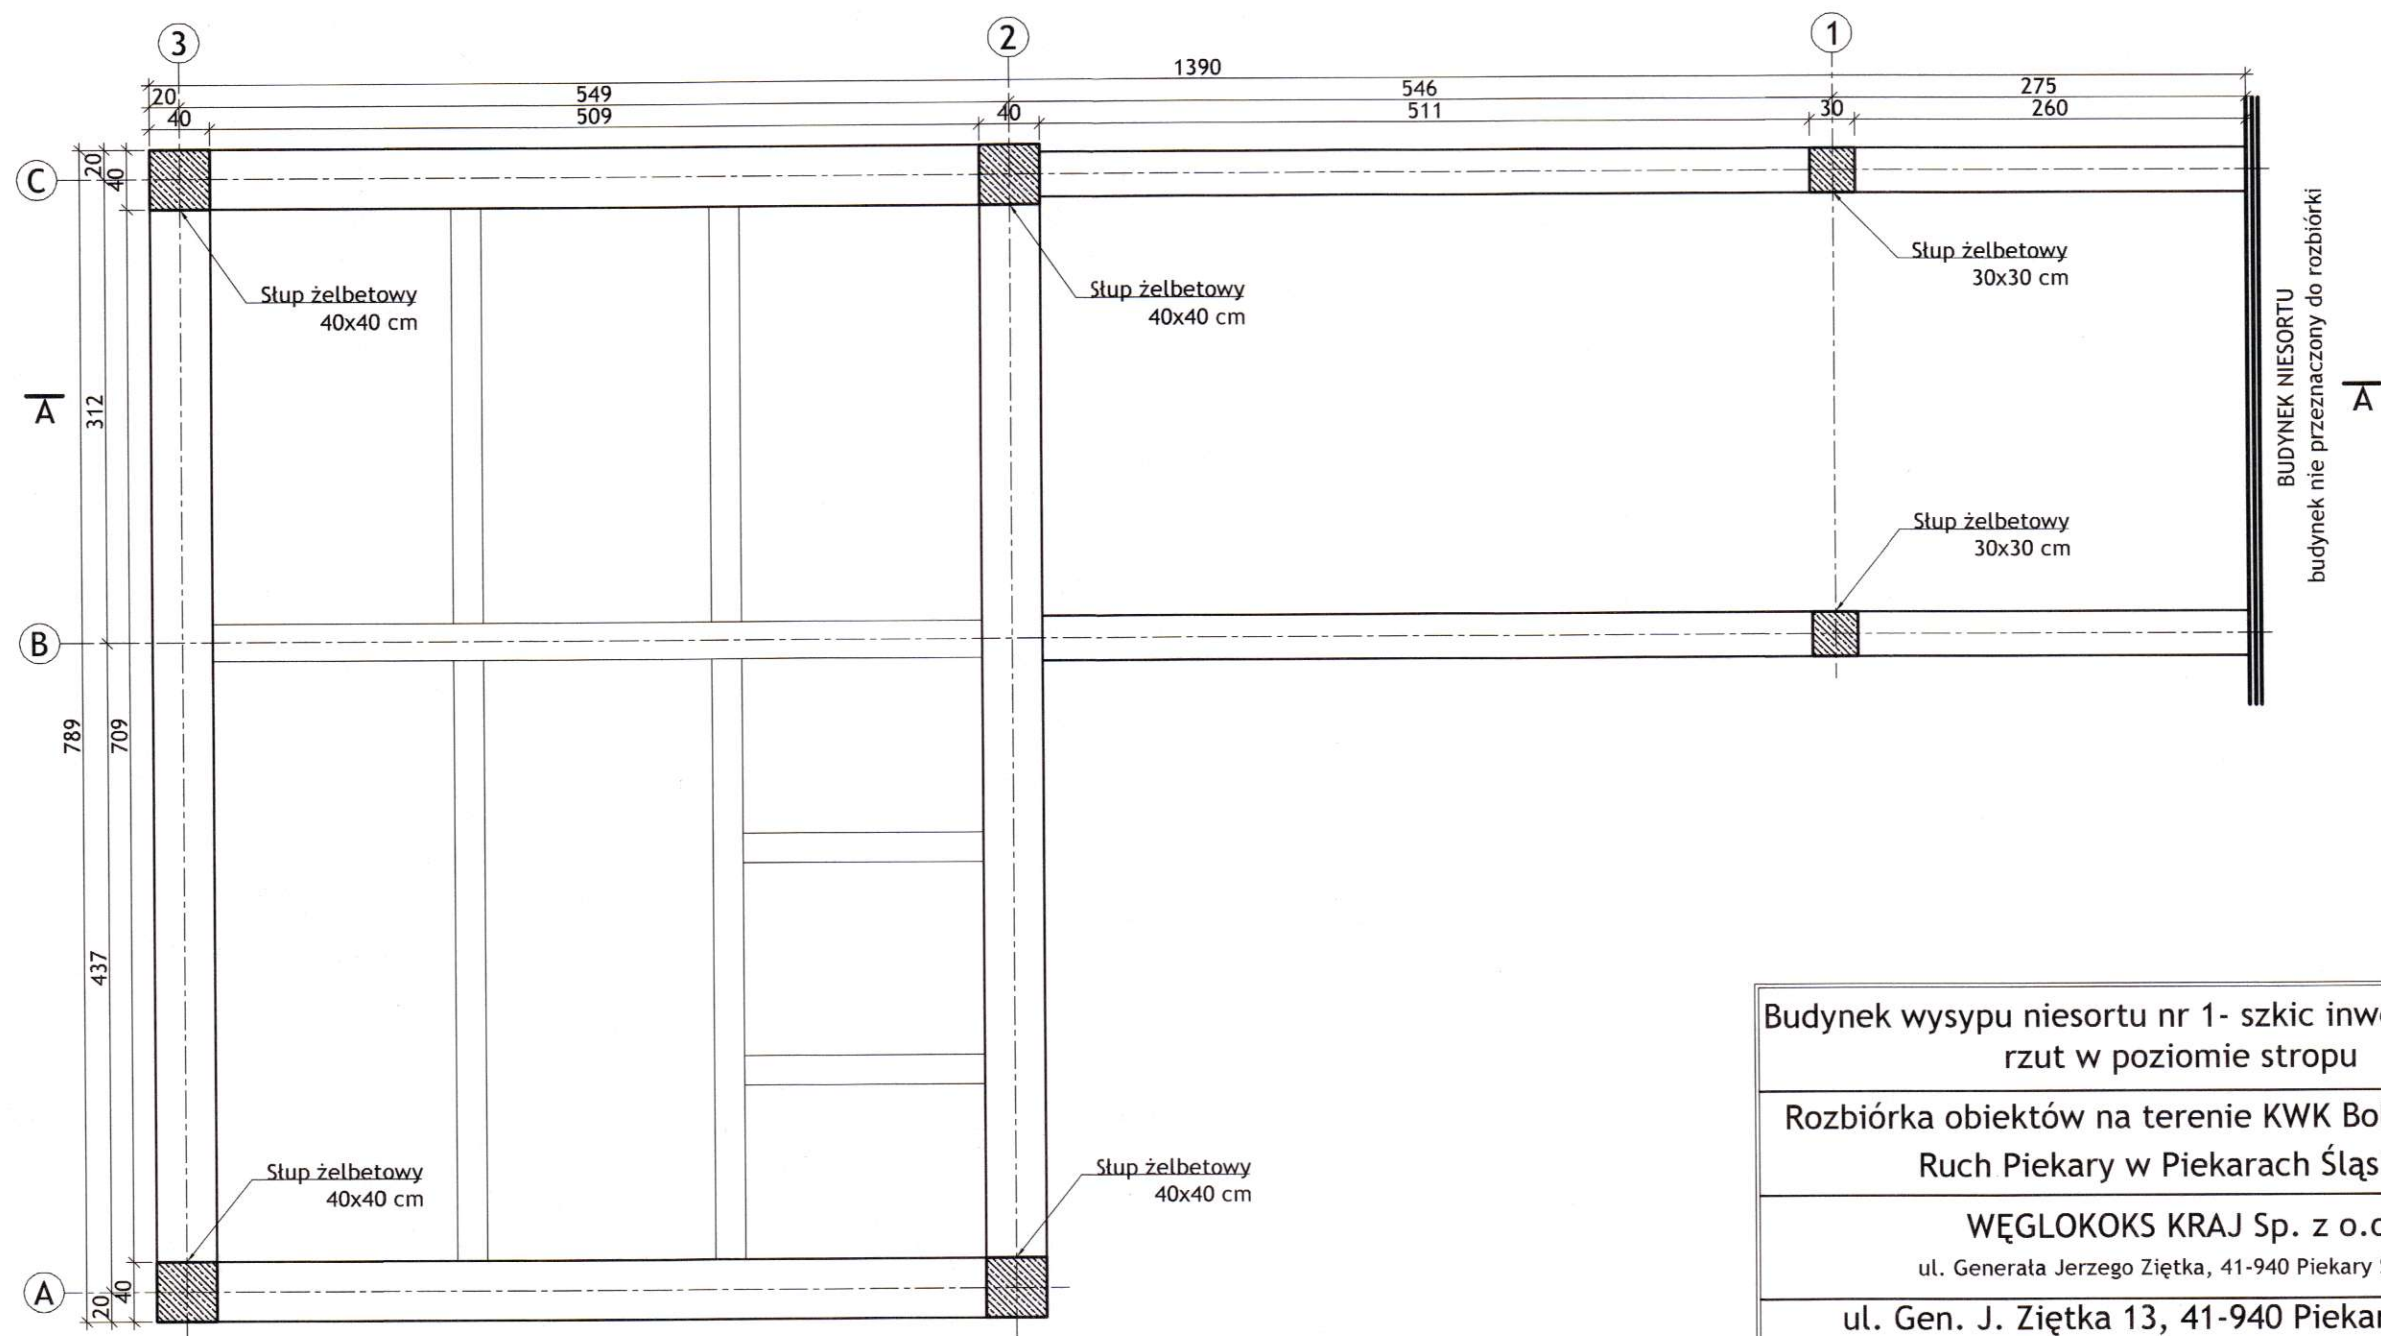 3
2
1
1390
20
549
546
275
40
509
40
511
30
260
C
20
40
Słup żelbetowy
40x40 cm
Słup żelbetowy
40x40 cm
Słup żelbetowy
30x30 cm
BUDYNEK NIESORTU
budynek nie przeznaczony do rozbiórki
A
A
312
Słup żelbetowy
30x30 cm
B
789
709
437
Słup żelbetowy
40x40 cm
Słup żelbetowy
40x40 cm
A
20
40
Budynek wysypu niesortu nr 1- szkic
rzut w poziomie stropu
Rozbiórka obiektów na terenie KWK
Ruch Piekary w Piekarach
WĘGLOKOKS KRAJ Sp. z o.o
ul. Generała Jerzego Ziętka, 41-940 Piekary
ul. Gen. J. Ziętka 13, 41-940